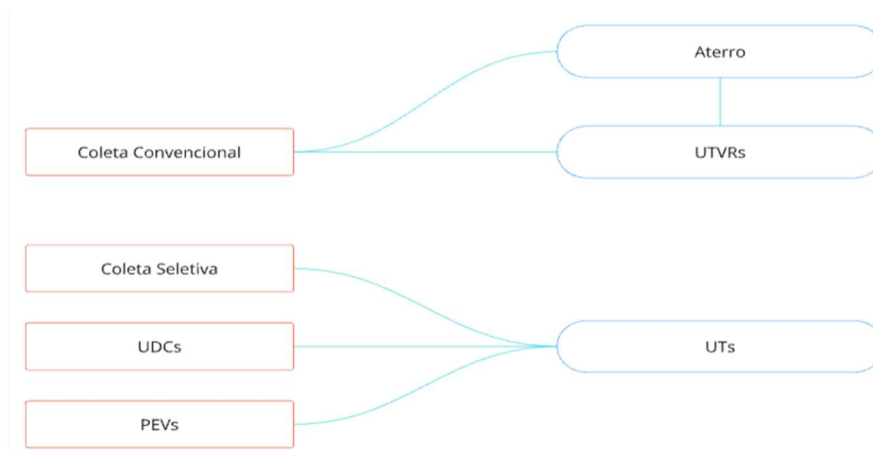 Aterro
Coleta Convencional
UTVRs
Coleta Seletiva
UDCs
UTs
PEVs